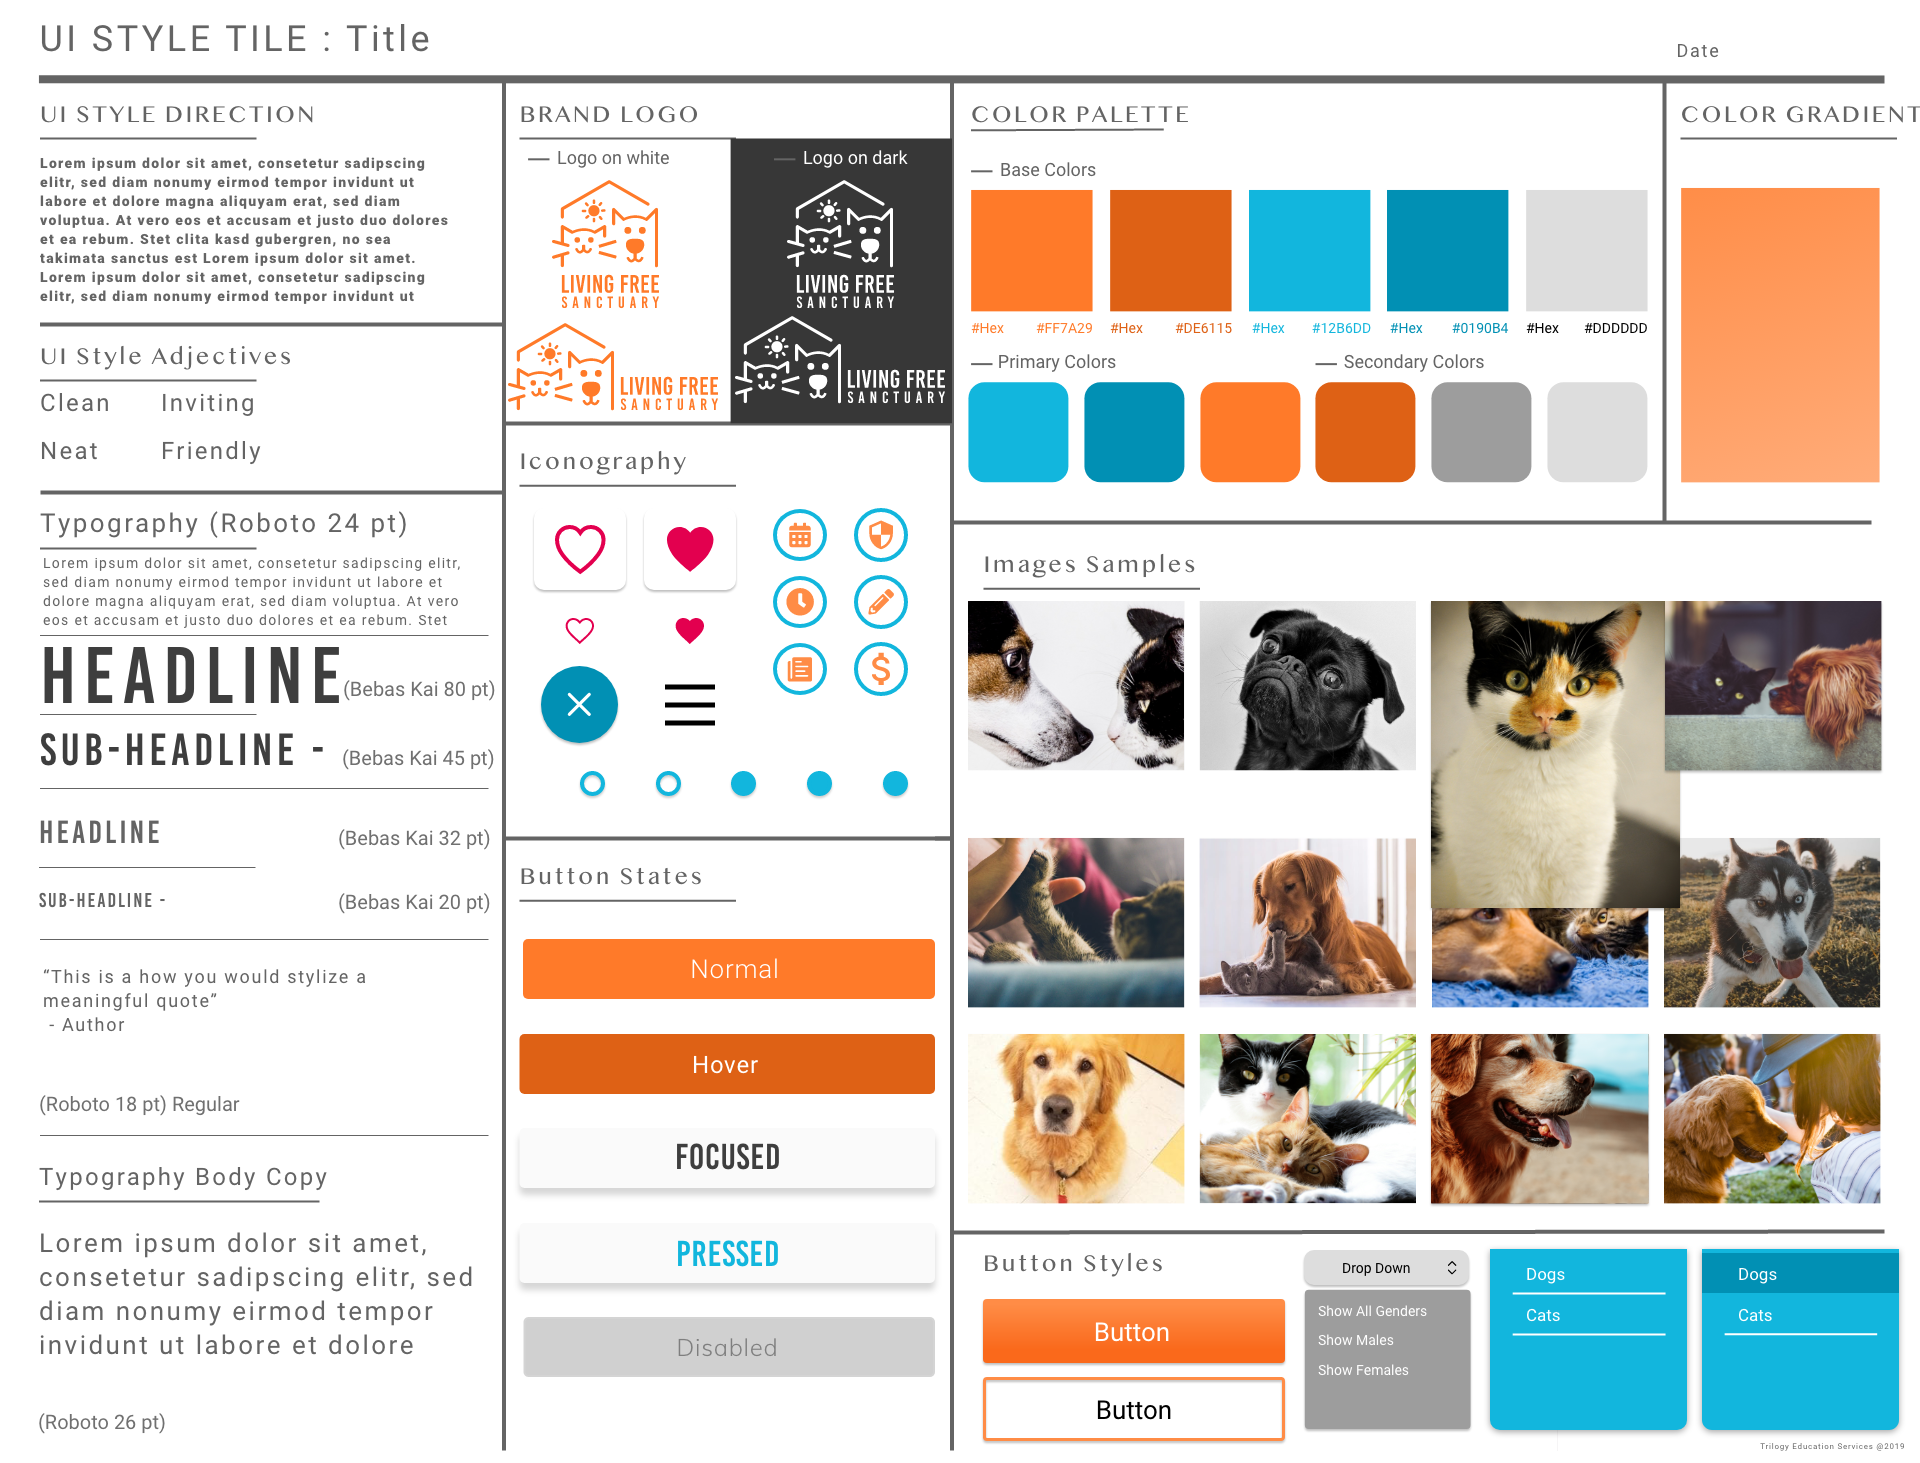 UI STYLE TILE : Title
Date
UI STYLE DIRECTION
Lorem ipsum dolor sit amet, consetetur sadipscing
elitr, sed diam nonumy eirmod tempor invidunt ut
labore et dolore magna aliquyam erat, sed diam
voluptua. At vero eos et accusam et justo duo dolores
et ea rebum. Stet clita kasd gubergren, no sea
takimata sanctus est Lorem ipsum dolor sit amet.
Lorem ipsum dolor sit amet, consetetur sadipscing
elitr, sed diam nonumy eirmod tempor invidunt ut
UI Style Adjectives
Clean Inviting
Neat Friendly
Typography (Roboto 24 pt)
Lorem ipsum dolor sit amet, consetetur sadipscing elitr,
sed diam nonumy eirmod tempor invidunt ut labore et
dolore magna aliquyam erat, sed diam voluptua. At vero
eos et accusam et justo duo dolores et ea rebum. Stet
HEADLINE (Bebas Kai 80 pt)
SUB-HEADLINE - (Bebas Kai 45 pt)
HEADLINE (Bebas Kai 32 pt)
SUB-HEADLINE - (Bebas Kai 20 pt)
“This is a how you would stylize a
meaningful quote”
- Author
(Roboto 18 pt) Regular
Typography Body Copy
Lorem ipsum dolor sit amet,
consetetur sadipscing elitr, sed
diam nonumy eirmod tempor
invidunt ut labore et dolore
(Roboto 26 pt)
BRAND LOGO
— Logo on white
LIVING FREE
SANCTUARY
LIVING FREE
SANCTUARY
— Logo on dark
LIVING FREE
SANCTUARY
LIVING FREE
SANCTUARY
Iconography
Button States
Normal
Hover
FOCUSED
PRESSED
Disabled
COLOR PALETTE
— Base Colors
#Hex #FF7A29 #Hex #DE6115 #Hex #12B6DD #Hex #0190B4 #Hex #DDDDDD
— Primary Colors — Secondary Colors
COLOR GRADIENT
Images Samples
Button Styles
Button
Button
Drop Down
Show All Genders
Show Males
Show Females
Dogs
Cats
Dogs
Cats
Trilogy Education Services @2019